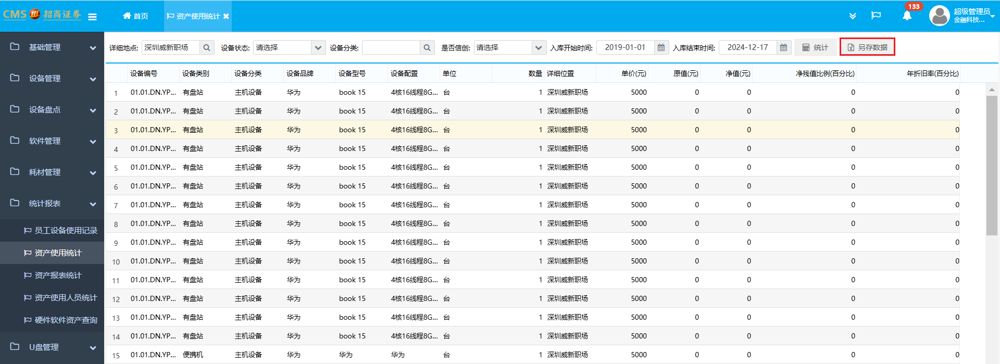 CMS 招商证券
首页
资产使用统计
133
超级管理员
金融科技...
基础管理
设备管理
设备盘点
软件管理
耗材管理
统计报表
员工设备使用记录
资产使用统计
资产报表统计
资产使用人员统计
硬件软件资产查询
U盘管理
详细地点: 深圳威新职场 设备状态: 请选择 设备分类: 是否信创: 请选择 入库开始时间: 2019-01-01 入库结束时间: 2024-12-17 统计 另存数据
设备编号 设备类别 设备分类 设备品牌 设备型号 设备配置 单位 数量 详细位置 单价(元) 原值(元) 净值(元) 净残值比例(百分比) 年折旧率(百分比)
1 01.01.DN.YP... 有盘站 主机设备 华为 book 15 4核16线程8G... 台 1 深圳威新职场 5000 0 0 0 0
2 01.01.DN.YP... 有盘站 主机设备 华为 book 15 4核16线程8G... 台 1 深圳威新职场 5000 0 0 0 0
3 01.01.DN.YP... 有盘站 主机设备 华为 book 15 4核16线程8G... 台 1 深圳威新职场 5000 0 0 0 0
4 01.01.DN.YP... 有盘站 主机设备 华为 book 15 4核16线程8G... 台 1 深圳威新职场 5000 0 0 0 0
5 01.01.DN.YP... 有盘站 主机设备 华为 book 15 4核16线程8G... 台 1 深圳威新职场 5000 0 0 0 0
6 01.01.DN.YP... 有盘站 主机设备 华为 book 15 4核16线程8G... 台 1 深圳威新职场 5000 0 0 0 0
7 01.01.DN.YP... 有盘站 主机设备 华为 book 15 4核16线程8G... 台 1 深圳威新职场 5000 0 0 0 0
8 01.01.DN.YP... 有盘站 主机设备 华为 book 15 4核16线程8G... 台 1 深圳威新职场 5000 0 0 0 0
9 01.01.DN.YP... 有盘站 主机设备 华为 book 15 4核16线程8G... 台 1 深圳威新职场 5000 0 0 0 0
10 01.01.DN.YP... 有盘站 主机设备 华为 book 15 4核16线程8G... 台 1 深圳威新职场 5000 0 0 0 0
11 01.01.DN.YP... 有盘站 主机设备 华为 book 15 4核16线程8G... 台 1 深圳威新职场 5000 0 0 0 0
12 01.01.DN.YP... 有盘站 主机设备 华为 book 15 4核16线程8G... 台 1 深圳威新职场 5000 0 0 0 0
13 01.01.DN.YP... 有盘站 主机设备 华为 book 15 4核16线程8G... 台 1 深圳威新职场 5000 0 0 0 0
14 01.01.DN.YP... 有盘站 主机设备 华为 book 15 4核16线程8G... 台 1 深圳威新职场 5000 0 0 0 0
15 01.01.DN.YP... 便携机 主机设备 华为 华为 华为 台 1 深圳威新职场 5000 0 0 0 0